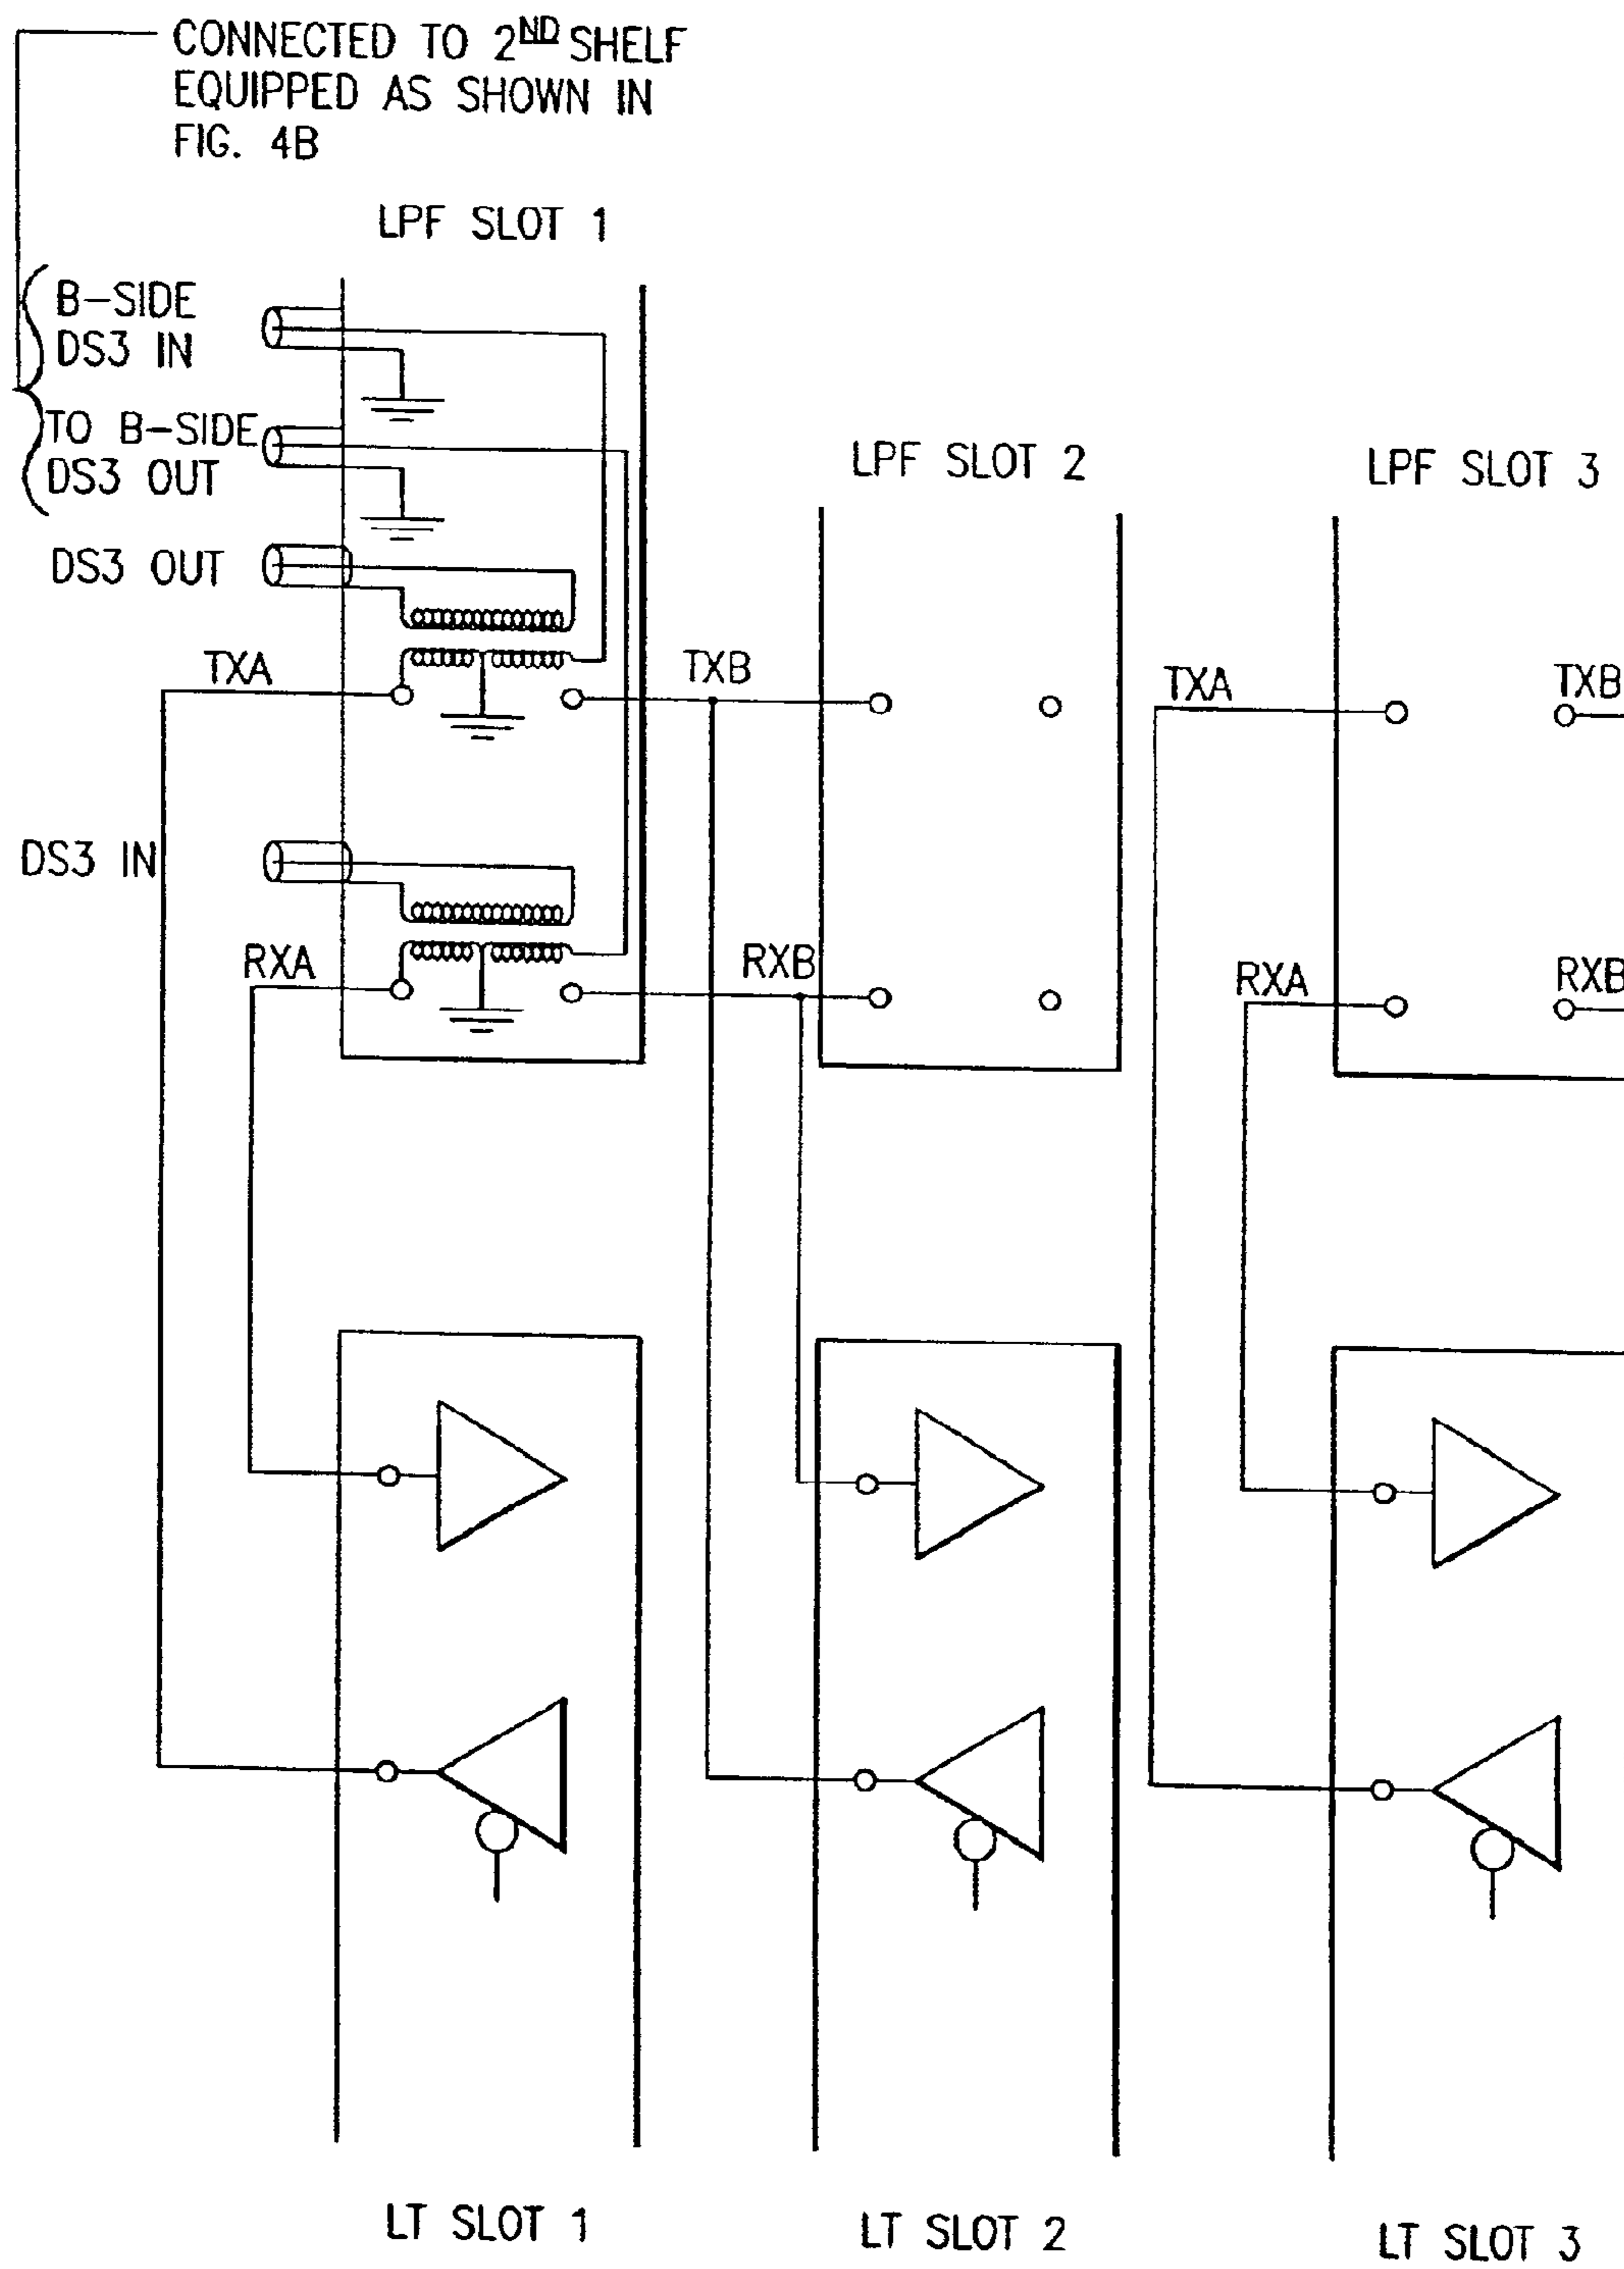 CONNECTED TO 2ND SHELF
EQUIPPED AS SHOWN IN
FIG. 4B
LPF SLOT 1
B-SIDE
DS3 IN
TO B-SIDE
DS3 OUT
LPF SLOT 2
LPF SLOT 3
DS3 OUT
TXA
TXB
TXA
TXB
DS3 IN
RXA
RXB
RXA
RXB
LT SLOT 1
LT SLOT 2
LT SLOT 3